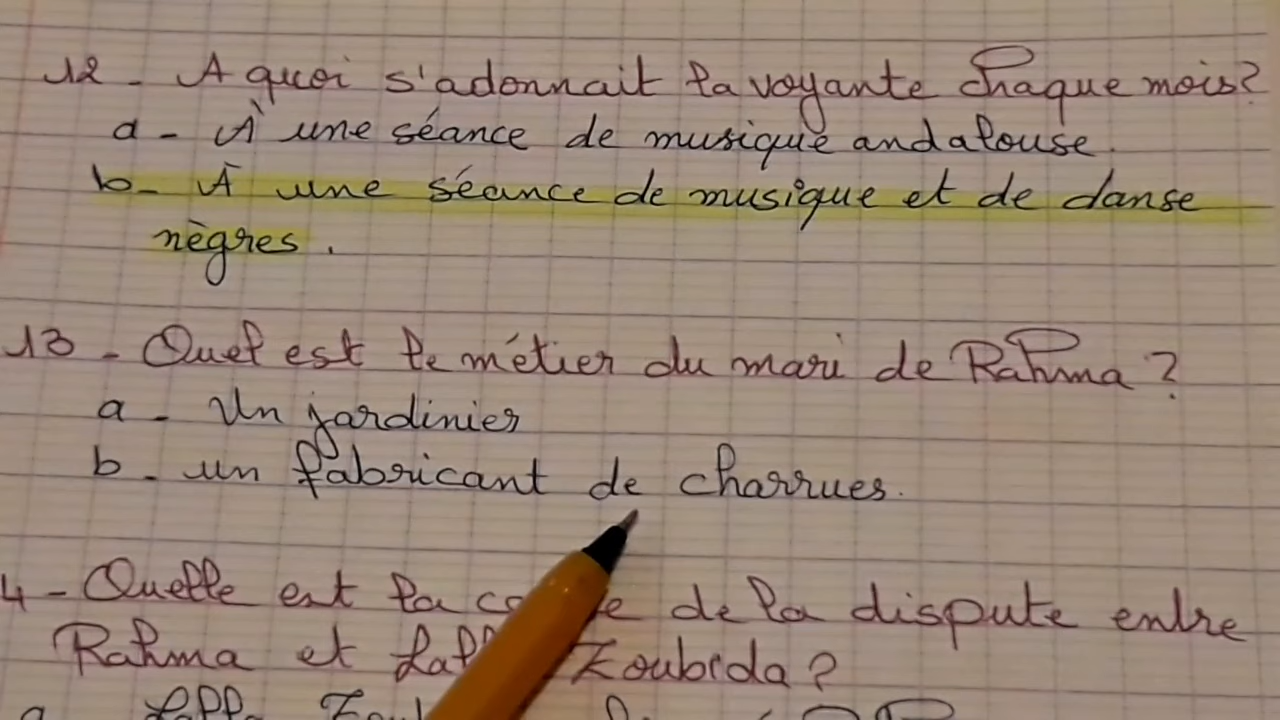 12 - A quoi s'adonnait la voyante chaque mois?
a - À une séance de musique andalouse.
b - À une séance de musique et de danse
nègres.
13 - Quel est le métier du mari de Rahma ?
a - Un jardinier
b - un fabricant de charrues.
4 - Quelle est la de la dispute entre
Rahma et Zoubida ?
a